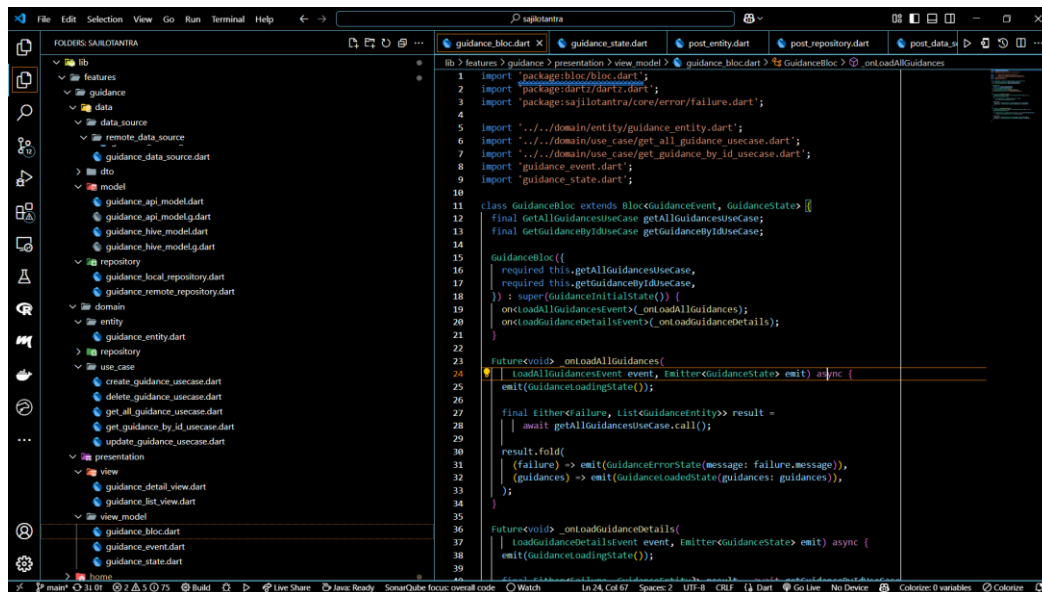 File Edit Selection View Go Run Terminal Help
sajilotantra
FOLDERS: SAJILOTANTRA
lib
features
guidance
data
data_source
remote_data_source
guidance_data_source.dart
dto
model
guidance_api_model.dart
guidance_api_model.g.dart
guidance_hive_model.dart
guidance_hive_model.g.dart
repository
guidance_local_repository.dart
guidance_remote_repository.dart
domain
entity
guidance_entity.dart
repository
use_case
create_guidance_usecase.dart
delete_guidance_usecase.dart
get_all_guidance_usecase.dart
get_guidance_by_id_usecase.dart
update_guidance_usecase.dart
presentation
view
guidance_detail_view.dart
guidance_list_view.dart
view_model
guidance_bloc.dart
guidance_event.dart
guidance_state.dart
home
guidance_bloc.dart guidance_state.dart post_entity.dart post_repository.dart post_data_s
lib > features > guidance > presentation > view_model > guidance_bloc.dart > GuidanceBloc > _onLoadAllGuidances
1 import 'package:bloc/bloc.dart';
2 import 'package:dartz/dartz.dart';
3 import 'package:sajilotantra/core/error/failure.dart';
4
5 import '../../domain/entity/guidance_entity.dart';
6 import '../../domain/use_case/get_all_guidance_usecase.dart';
7 import '../../domain/use_case/get_guidance_by_id_usecase.dart';
8 import 'guidance_event.dart';
9 import 'guidance_state.dart';
10
11 class GuidanceBloc extends Bloc<GuidanceEvent, GuidanceState> {
12 final GetAllGuidancesUseCase getAllGuidancesUseCase;
13 final GetGuidanceByIdUseCase getGuidanceByIdUseCase;
14
15 GuidanceBloc({
16 required this.getAllGuidancesUseCase,
17 required this.getGuidanceByIdUseCase,
18 }) : super(GuidanceInitialState()) {
19 on<LoadAllGuidancesEvent>(_onLoadAllGuidances);
20 on<LoadGuidanceDetailsEvent>(_onLoadGuidanceDetails);
21 }
22
23 Future<void> _onLoadAllGuidances(
24 LoadAllGuidancesEvent event, Emitter<GuidanceState> emit) async {
25 emit(GuidanceLoadingState());
26
27 final Either<Failure, List<GuidanceEntity>> result =
28 await getAllGuidancesUseCase.call();
29
30 result.fold(
31 (failure) => emit(GuidanceErrorState(message: failure.message)),
32 (guidances) => emit(GuidanceLoadedState(guidances: guidances)),
33 );
34 }
35
36 Future<void> _onLoadGuidanceDetails(
37 LoadGuidanceDetailsEvent event, Emitter<GuidanceState> emit) async {
38 emit(GuidanceLoadingState());
39
main* 3↓ 0↑ 2 5 75 Build Live Share Java: Ready SonarQube focus: overall code Watch Ln 24, Col 67 Spaces: 2 UTF-8 CRLF Dart Go Live No Device Colorize: 0 variables Colorize